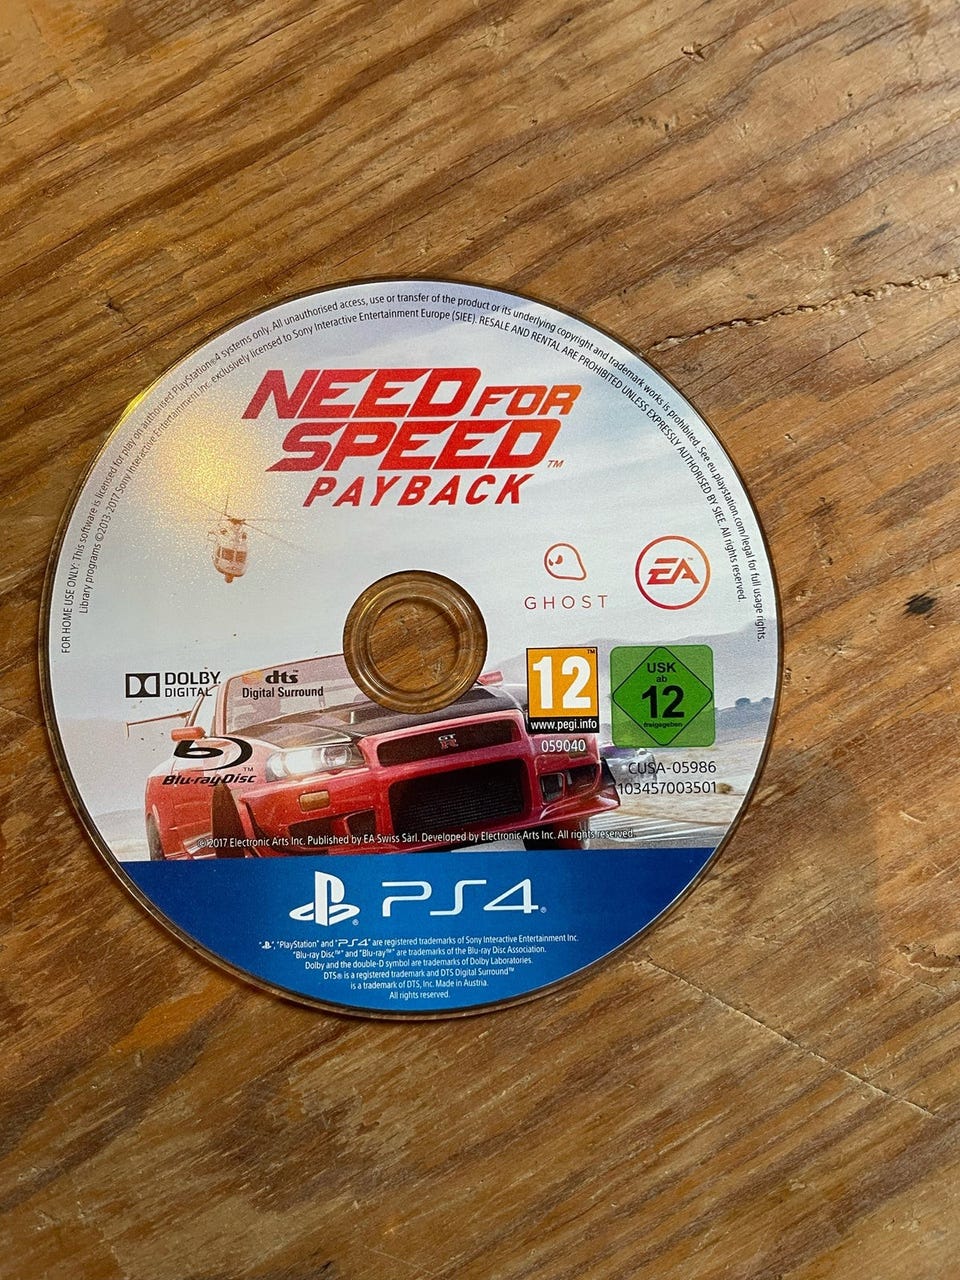 FOR HOME USE ONLY: This software is licensed for play on authorised PlayStation®4 systems only. All unauthorised access, use or transfer of the product or its underlying copyright and trademark works is prohibited. See eu.playstation.com/legal for full usage rights.
Library programs ©2013-2017 Sony Interactive Entertainment Inc. exclusively licensed to Sony Interactive Entertainment Europe (SIEE). RESALE AND RENTAL ARE PROHIBITED UNLESS EXPRESSLY AUTHORISED BY SIEE. All rights reserved.
NEED FOR
SPEED™
PAYBACK
GHOST
EA™
DOLBY
DIGITAL
dts™
Digital Surround
12™
www.pegi.info
059040
USK
ab
12
freigegeben
GT
R
Blu-ray Disc™
CUSA-05986
103457003501
©2017 Electronic Arts Inc. Published by EA Swiss Sàrl. Developed by Electronic Arts Inc. All rights reserved.
PS4®
"PlayStation" and "PS4" are registered trademarks of Sony Interactive Entertainment Inc.
"Blu-ray Disc™" and "Blu-ray™" are trademarks of the Blu-ray Disc Association.
Dolby and the double-D symbol are trademarks of Dolby Laboratories.
DTS® is a registered trademark and DTS Digital Surround™
is a trademark of DTS, Inc. Made in Austria.
All rights reserved.